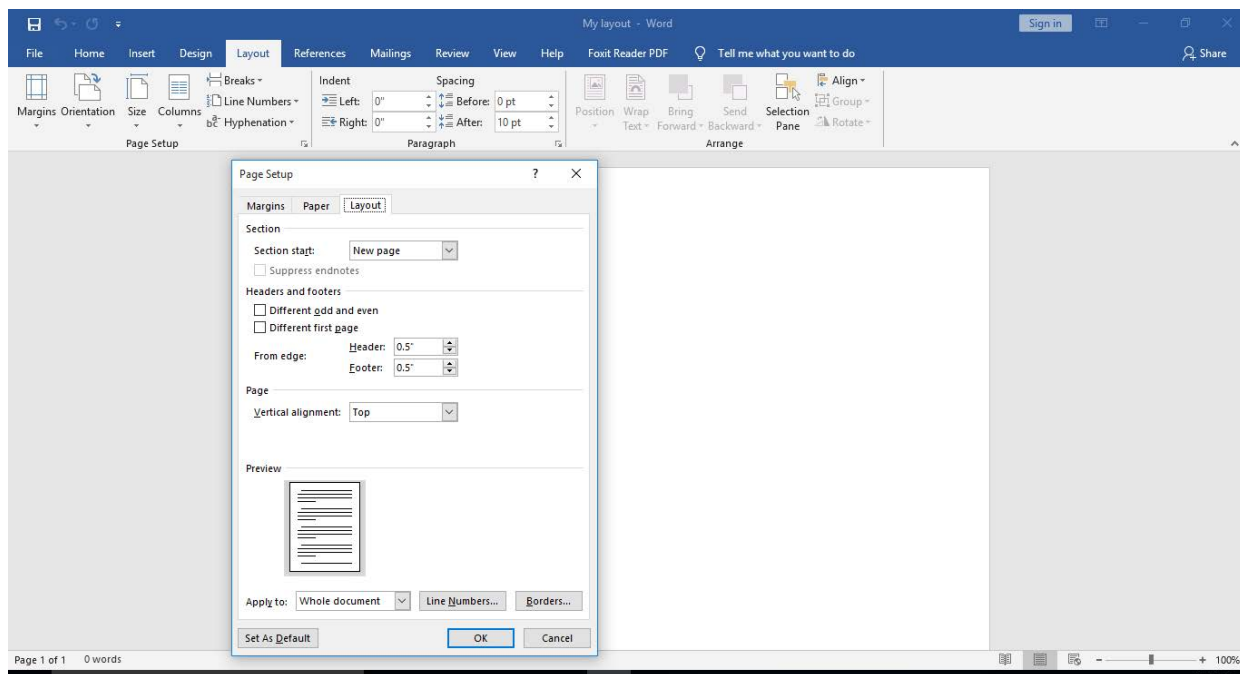 My layout - Word
Sign in
File Home Insert Design Layout References Mailings Review View Help Foxit Reader PDF Tell me what you want to do Share
Margins
Orientation
Size
Columns
Breaks
Line Numbers
Hyphenation
Page Setup
Indent
Left: 0"
Right: 0"
Spacing
Before: 0 pt
After: 10 pt
Paragraph
Position
Wrap Text
Bring Forward
Send Backward
Selection Pane
Align
Group
Rotate
Arrange
Page Setup ?
Margins Paper Layout
Section
Section start: New page
Suppress endnotes
Headers and footers
Different odd and even
Different first page
From edge:
Header: 0.5"
Footer: 0.5"
Page
Vertical alignment: Top
Preview
Apply to: Whole document Line Numbers... Borders...
Set As Default OK Cancel
Page 1 of 1 0 words - + 100%